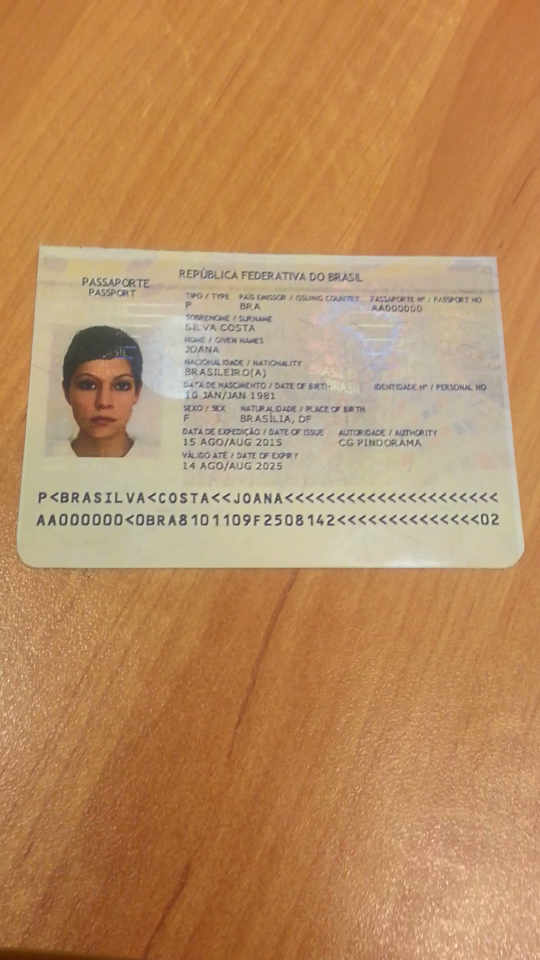 PASSAPORTE
PASSPORT
REPÚBLICA FEDERATIVA DO BRASIL
TIPO / TYPE PAÍS EMISSOR / ISSUING COUNTRY PASSAPORTE Nº / PASSPORT NO
P BRA AA000000
SOBRENOME / SURNAME
SILVA COSTA
NOME / GIVEN NAMES
JOANA
NACIONALIDADE / NATIONALITY
BRASILEIRO(A)
DATA DE NASCIMENTO / DATE OF BIRTH IDENTIDADE Nº / PERSONAL NO
10 JAN/JAN 1981
SEXO / SEX NATURALIDADE / PLACE OF BIRTH
F BRASÍLIA, DF
DATA DE EXPEDIÇÃO / DATE OF ISSUE AUTORIDADE / AUTHORITY
15 AGO/AUG 2015 CG PINDORAMA
VÁLIDO ATÉ / DATE OF EXPIRY
14 AGO/AUG 2025
P<BRASILVA<COSTA<<JOANA<<<<<<<<<<<<<<<<<<<<<
AA000000<0BRA8101109F2508142<<<<<<<<<<<<<<02